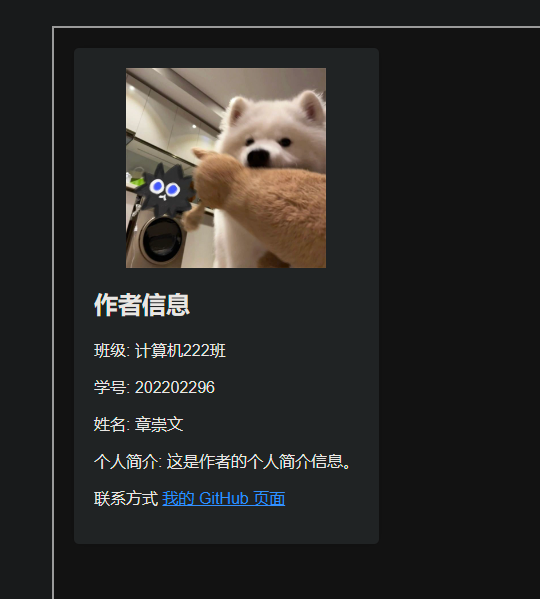 作者信息
班级: 计算机222班
学号: 202202296
姓名: 章崇文
个人简介: 这是作者的个人简介信息。
联系方式 我的 GitHub 页面